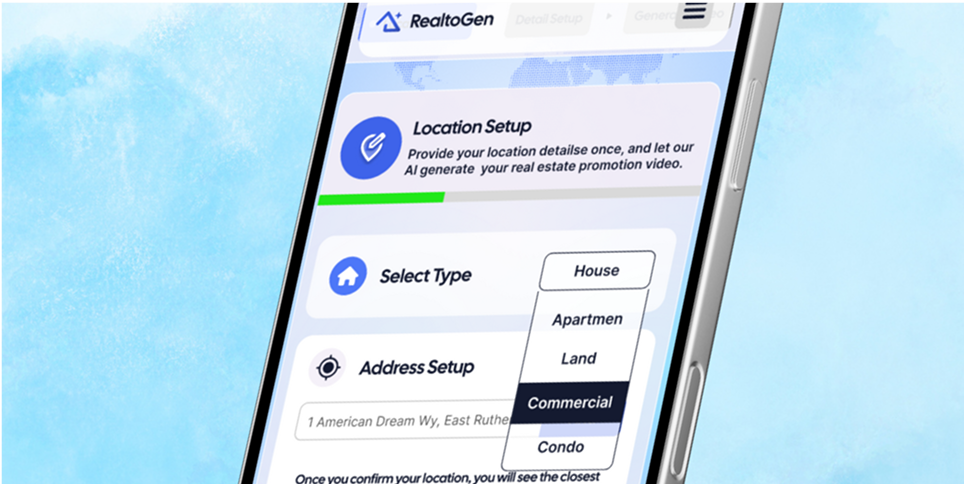 RealtoGen
Detail Setup
Location Setup
Provide your location detailse once, and let our
AI generate your real estate promotion video.
Select Type
House
Apartmen
Land
Commercial
Condo
Address Setup
1 American Dream Wy, East Ruthe
Once you confirm your location, you will see the closest